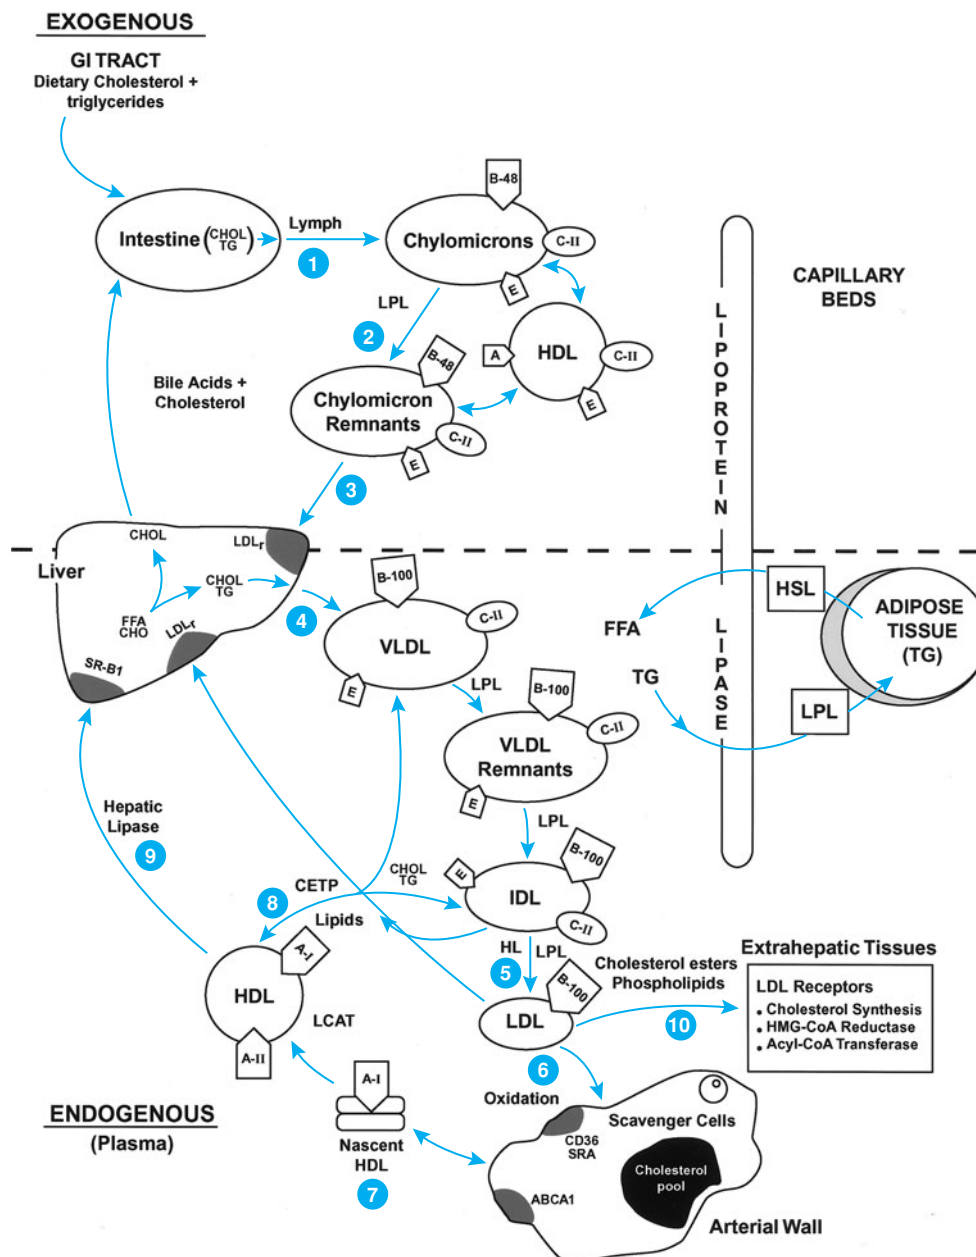 EXOGENOUS
GI TRACT
Dietary Cholesterol +
triglycerides
B-48
Intestine
CHOL
TG
Lymph
1
Chylomicrons
C-II
E
LPL
2
CAPILLARY
BEDS
HDL
A
C-II
E
B-48
Chylomicron
Remnants
C-II
E
Bile Acids +
Cholesterol
3
LIPOPROTEIN
LIPASE
Liver
CHOL
LDLr
CHOL
TG
FFA
CHO
LDLr
SR-B1
4
B-100
C-II
VLDL
E
LPL
B-100
C-II
VLDL
Remnants
E
LPL
HSL
FFA
TG
LPL
ADIPOSE
TISSUE
(TG)
Hepatic
Lipase
9
CETP
8
CHOL
TG
Lipids
E
B-100
IDL
C-II
HL
LPL
5
B-100
LDL
Cholesterol esters
Phospholipids
10
Extrahepatic Tissues
LDL Receptors
• Cholesterol Synthesis
• HMG-CoA Reductase
• Acyl-CoA Transferase
A-I
HDL
A-II
LCAT
6
Oxidation
A-I
Nascent
HDL
7
ENDOGENOUS
(Plasma)
Scavenger Cells
CD36
SRA
Cholesterol
pool
ABCA1
Arterial Wall